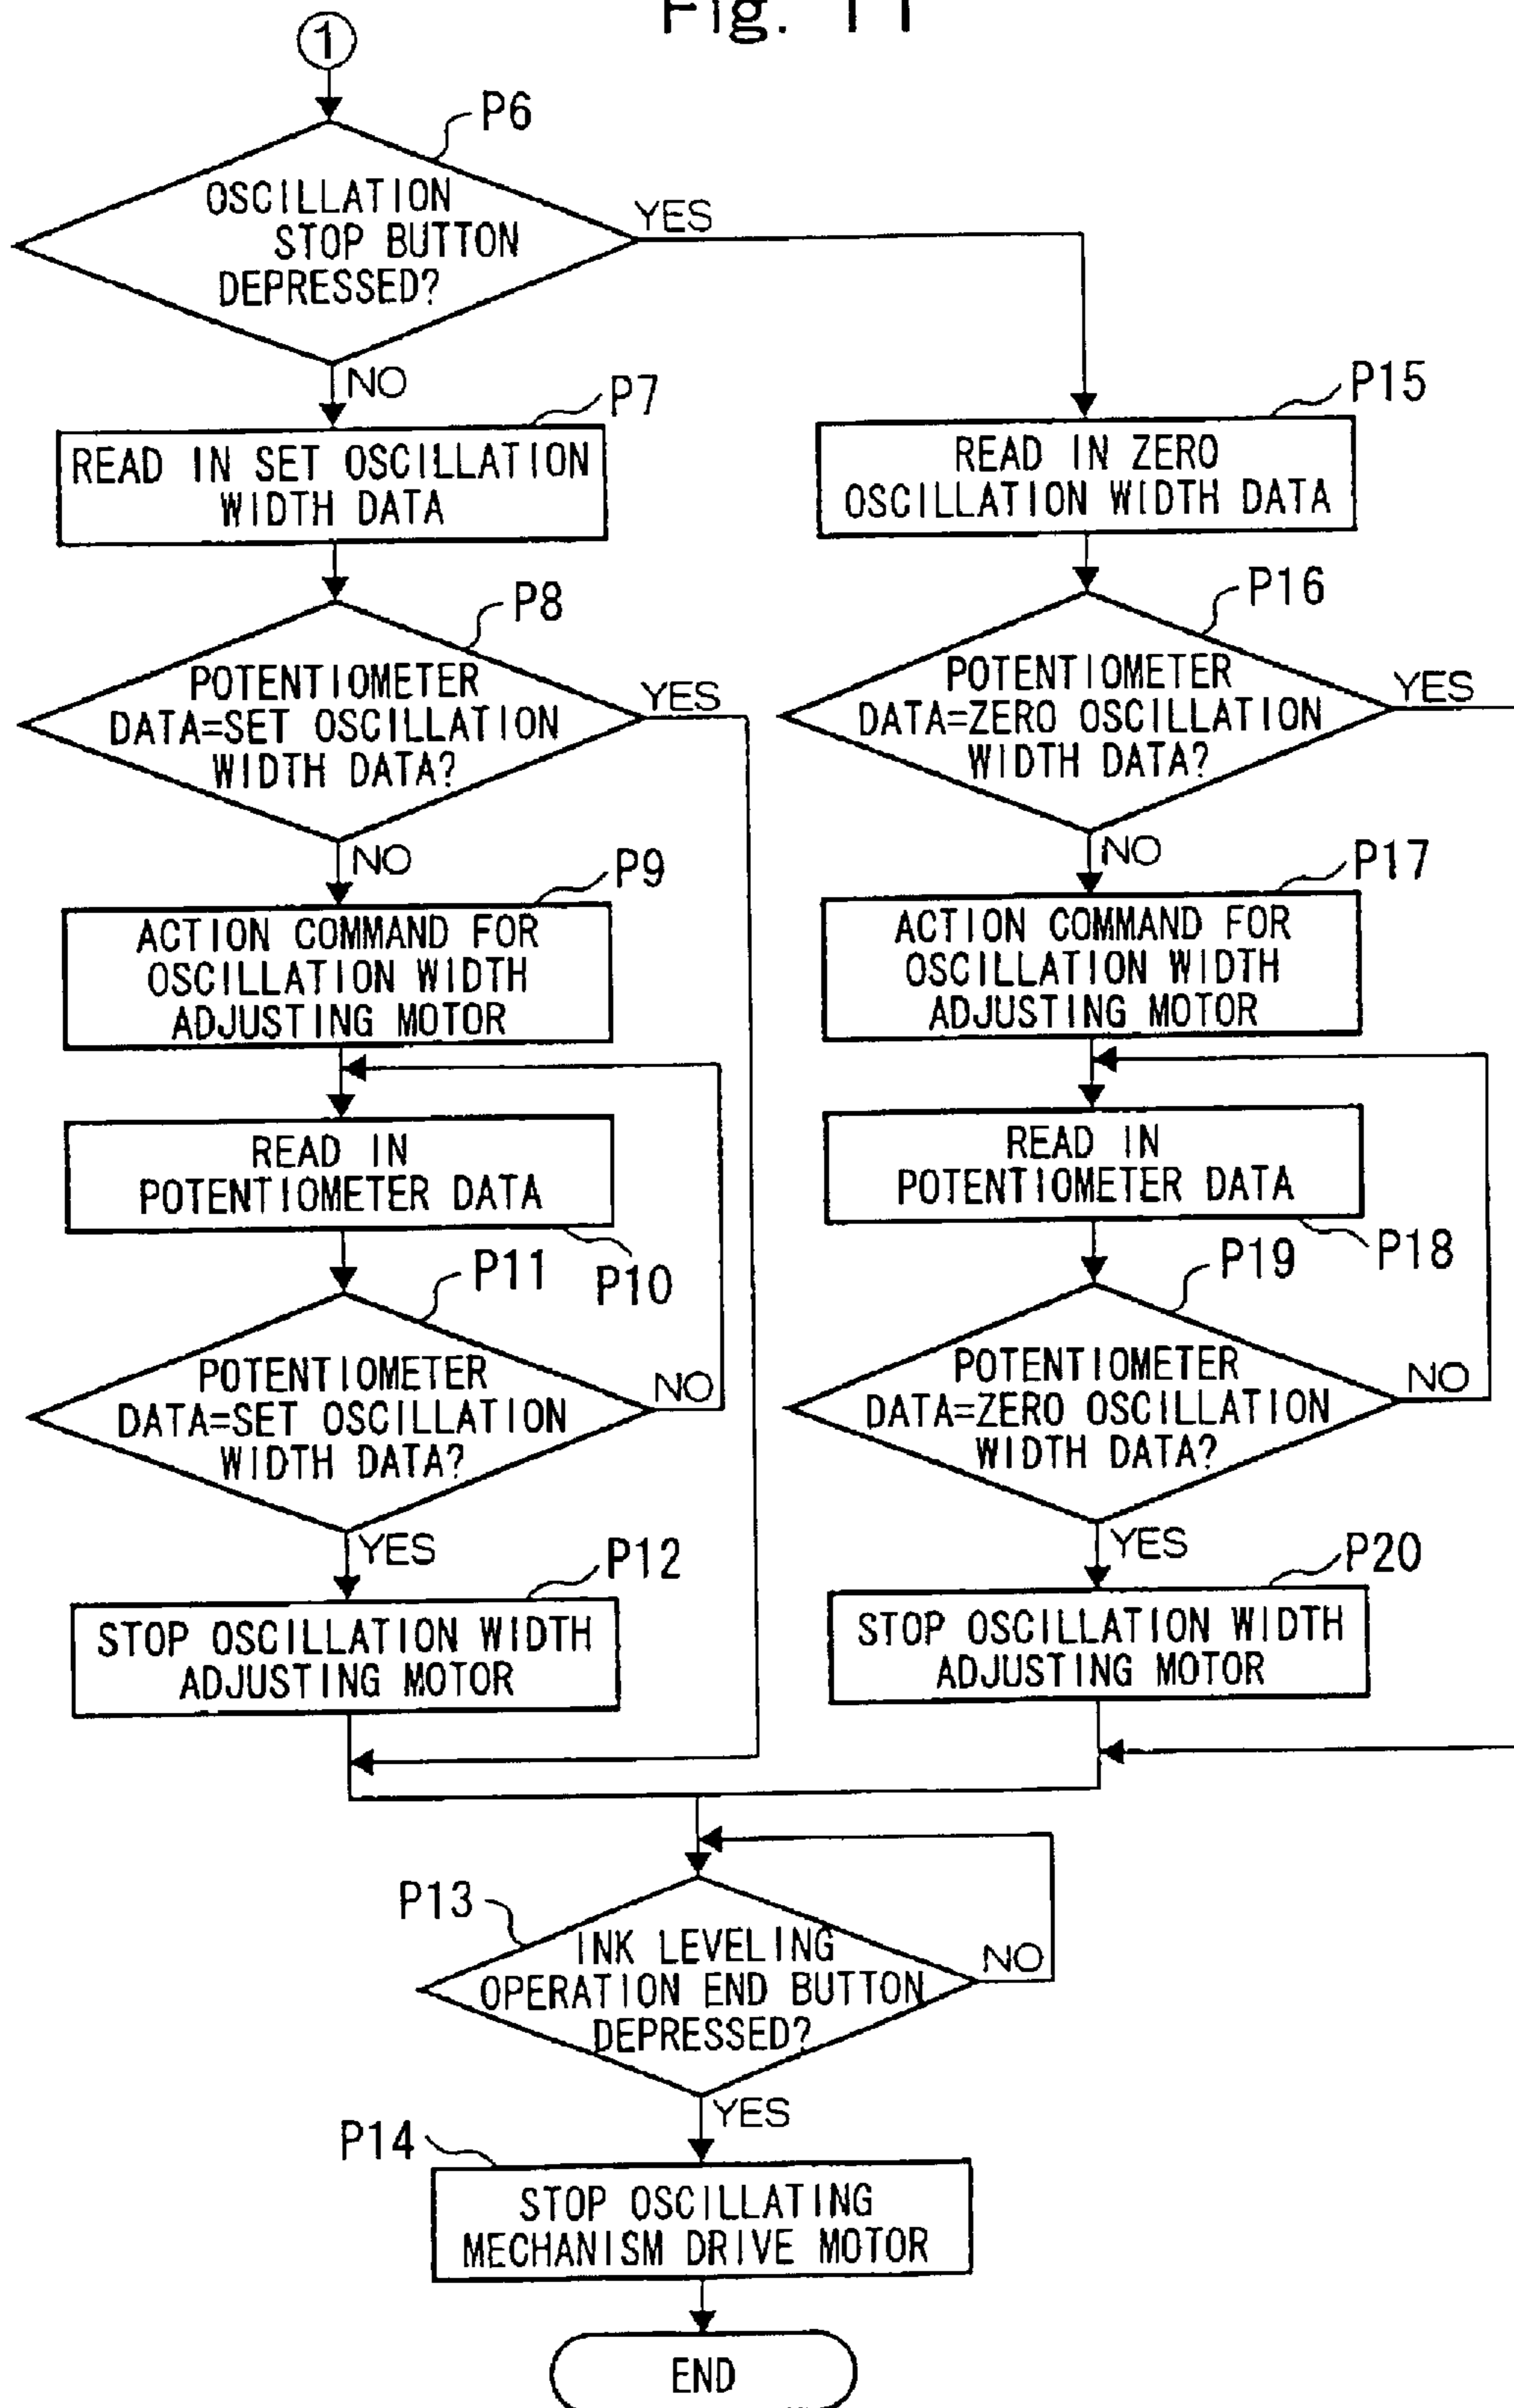 Fig. 11
1
P6
OSCILLATION
STOP BUTTON
DEPRESSED?
YES
NO
P7
READ IN SET OSCILLATION
WIDTH DATA
P8
POTENTIOMETER
DATA=SET OSCILLATION
WIDTH DATA?
YES
NO
P9
ACTION COMMAND FOR
OSCILLATION WIDTH
ADJUSTING MOTOR
READ IN
POTENTIOMETER DATA
P10
P11
POTENTIOMETER
DATA=SET OSCILLATION
WIDTH DATA?
NO
YES
P12
STOP OSCILLATION WIDTH
ADJUSTING MOTOR
P15
READ IN ZERO
OSCILLATION WIDTH DATA
P16
POTENTIOMETER
DATA=ZERO OSCILLATION
WIDTH DATA?
YES
NO
P17
ACTION COMMAND FOR
OSCILLATION WIDTH
ADJUSTING MOTOR
READ IN
POTENTIOMETER DATA
P18
P19
POTENTIOMETER
DATA=ZERO OSCILLATION
WIDTH DATA?
NO
YES
P20
STOP OSCILLATION WIDTH
ADJUSTING MOTOR
P13
INK LEVELING
OPERATION END BUTTON
DEPRESSED?
NO
YES
P14
STOP OSCILLATING
MECHANISM DRIVE MOTOR
END